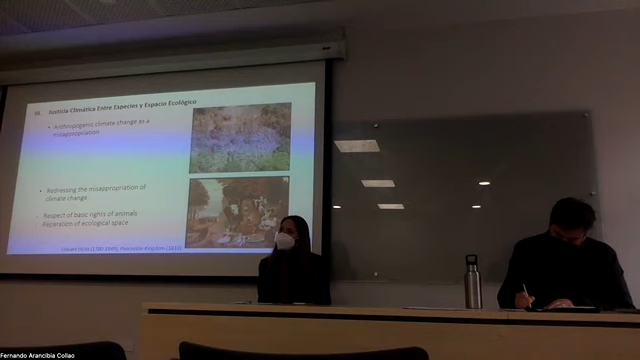 III. Justicia Climática Entre Especies y Espacio Ecológico
• Anthropogenic climate change as a
misappropriation
• Redressing the misappropriation of
climate change
- Respect of basic rights of animals
- Reparation of ecological space
Edward Hicks (1780-1849), Peaceable Kingdom (1833)
Fernando Arancibia Collao